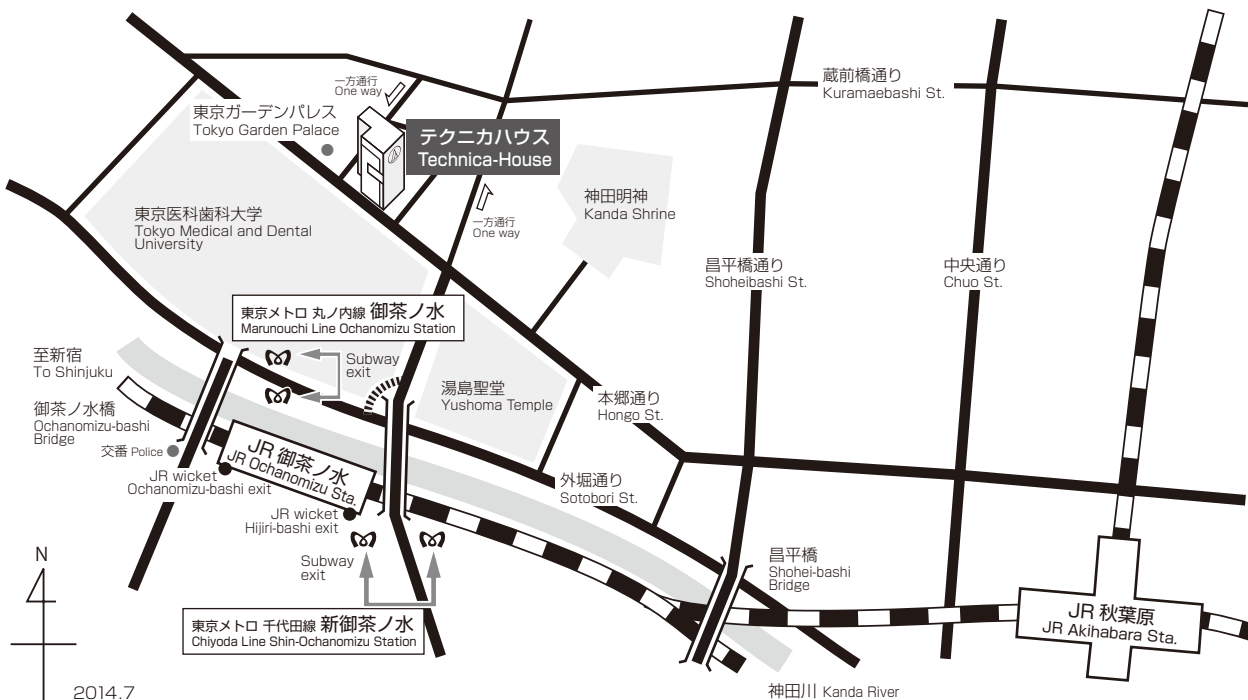 一方通行
One way
東京ガーデンパレス
Tokyo Garden Palace
テクニカハウス
Technica-House
蔵前橋通り
Kuramaebashi St.
神田明神
Kanda Shrine
東京医科歯科大学
Tokyo Medical and Dental
University
一方通行
One way
昌平橋通り
Shoheibashi St.
中央通り
Chuo St.
東京メトロ 丸ノ内線 御茶ノ水
Marunouchi Line Ochanomizu Station
至新宿
To Shinjuku
Subway
exit
湯島聖堂
Yushoma Temple
本郷通り
Hongo St.
御茶ノ水橋
Ochanomizu-bashi
Bridge
交番 Police
JR 御茶ノ水
JR Ochanomizu Sta.
JR wicket
Ochanomizu-bashi exit
外堀通り
Sotobori St.
JR wicket
Hijiri-bashi exit
Subway
exit
昌平橋
Shohei-bashi
Bridge
N
東京メトロ 千代田線 新御茶ノ水
Chiyoda Line Shin-Ochanomizu Station
JR 秋葉原
JR Akihabara Sta.
2014.7
神田川 Kanda River